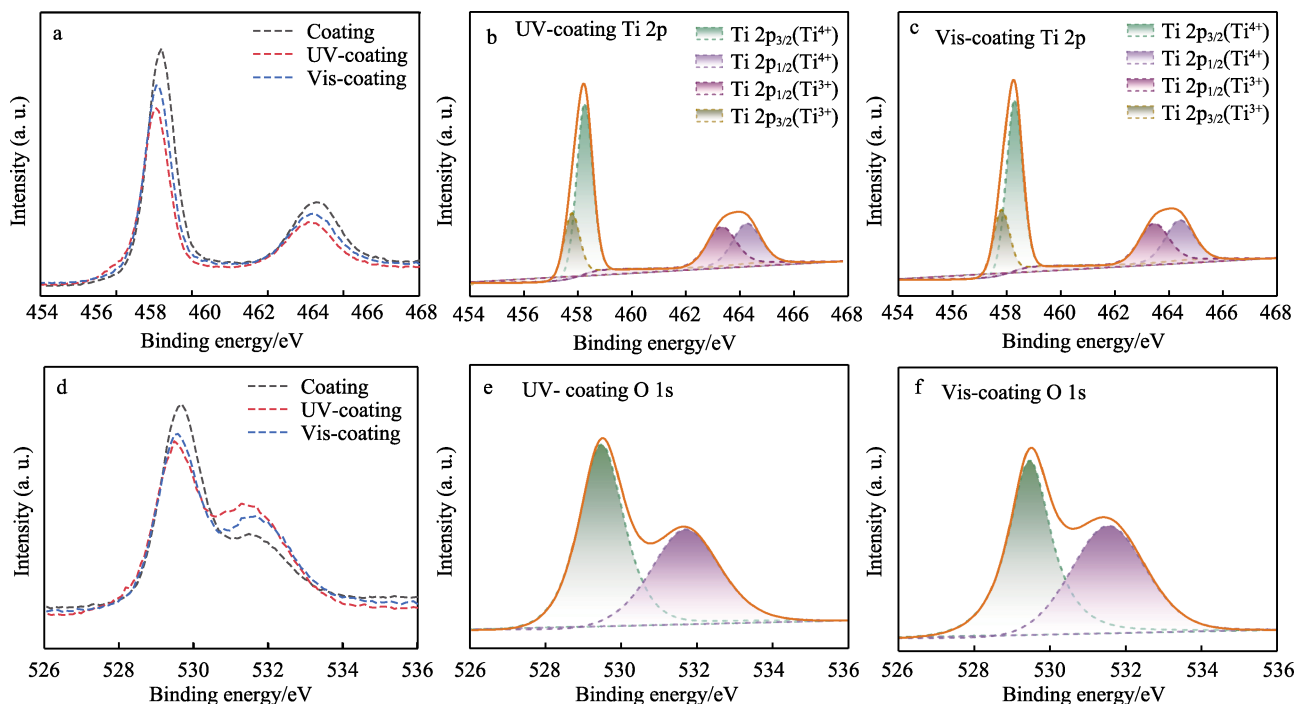 a
Coating
UV-coating
Vis-coating
Intensity (a. u.)
454 456 460 462 464 468
Binding energy/eV
b UV-coating Ti 2p
Ti 2p3/2(Ti4+)
Ti 2p1/2(Ti4+)
Ti 2p1/2(Ti3+)
Ti 2p3/2(Ti3+)
Intensity (a. u.)
454 456 458 460 462 464 466 468
Binding energy/eV
c Vis-coating Ti 2p
Ti 2p3/2(Ti4+)
Ti 2p1/2(Ti4+)
Ti 2p1/2(Ti3+)
Ti 2p3/2(Ti3+)
Intensity (a. u.)
454 456 458 460 462 464 466 468
Binding energy/eV
d
Coating
UV-coating
Vis-coating
Intensity (a. u.)
526 528 530 532 534 536
Binding energy/eV
e UV- coating O 1s
Intensity (a. u.)
526 528 530 532 534 536
Binding energy/eV
f Vis-coating O 1s
Intensity (a. u.)
526 528 530 532 534 536
Binding energy/eV